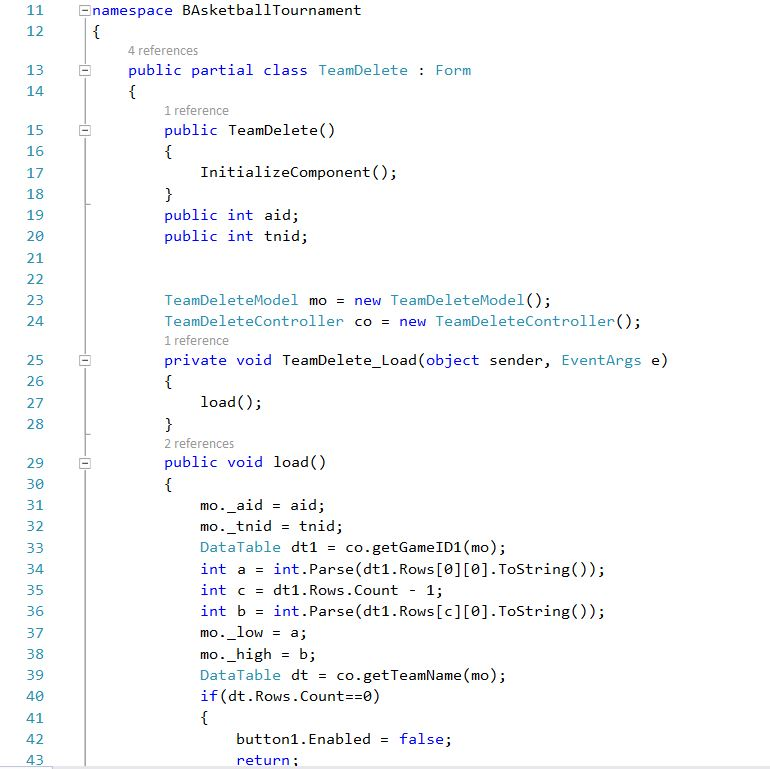 11 namespace BAsketballTournament
12 {
4 references
13 public partial class TeamDelete : Form
14 {
1 reference
15 public TeamDelete()
16 {
17 InitializeComponent();
18 }
19 public int aid;
20 public int tnid;
21
22
23 TeamDeleteModel mo = new TeamDeleteModel();
24 TeamDeleteController co = new TeamDeleteController();
1 reference
25 private void TeamDelete_Load(object sender, EventArgs e)
26 {
27 load();
28 }
2 references
29 public void load()
30 {
31 mo._aid = aid;
32 mo._tnid = tnid;
33 DataTable dt1 = co.getGameID1(mo);
34 int a = int.Parse(dt1.Rows[0][0].ToString());
35 int c = dt1.Rows.Count - 1;
36 int b = int.Parse(dt1.Rows[c][0].ToString());
37 mo._low = a;
38 mo._high = b;
39 DataTable dt = co.getTeamName(mo);
40 if(dt.Rows.Count==0)
41 {
42 button1.Enabled = false;
43 return;